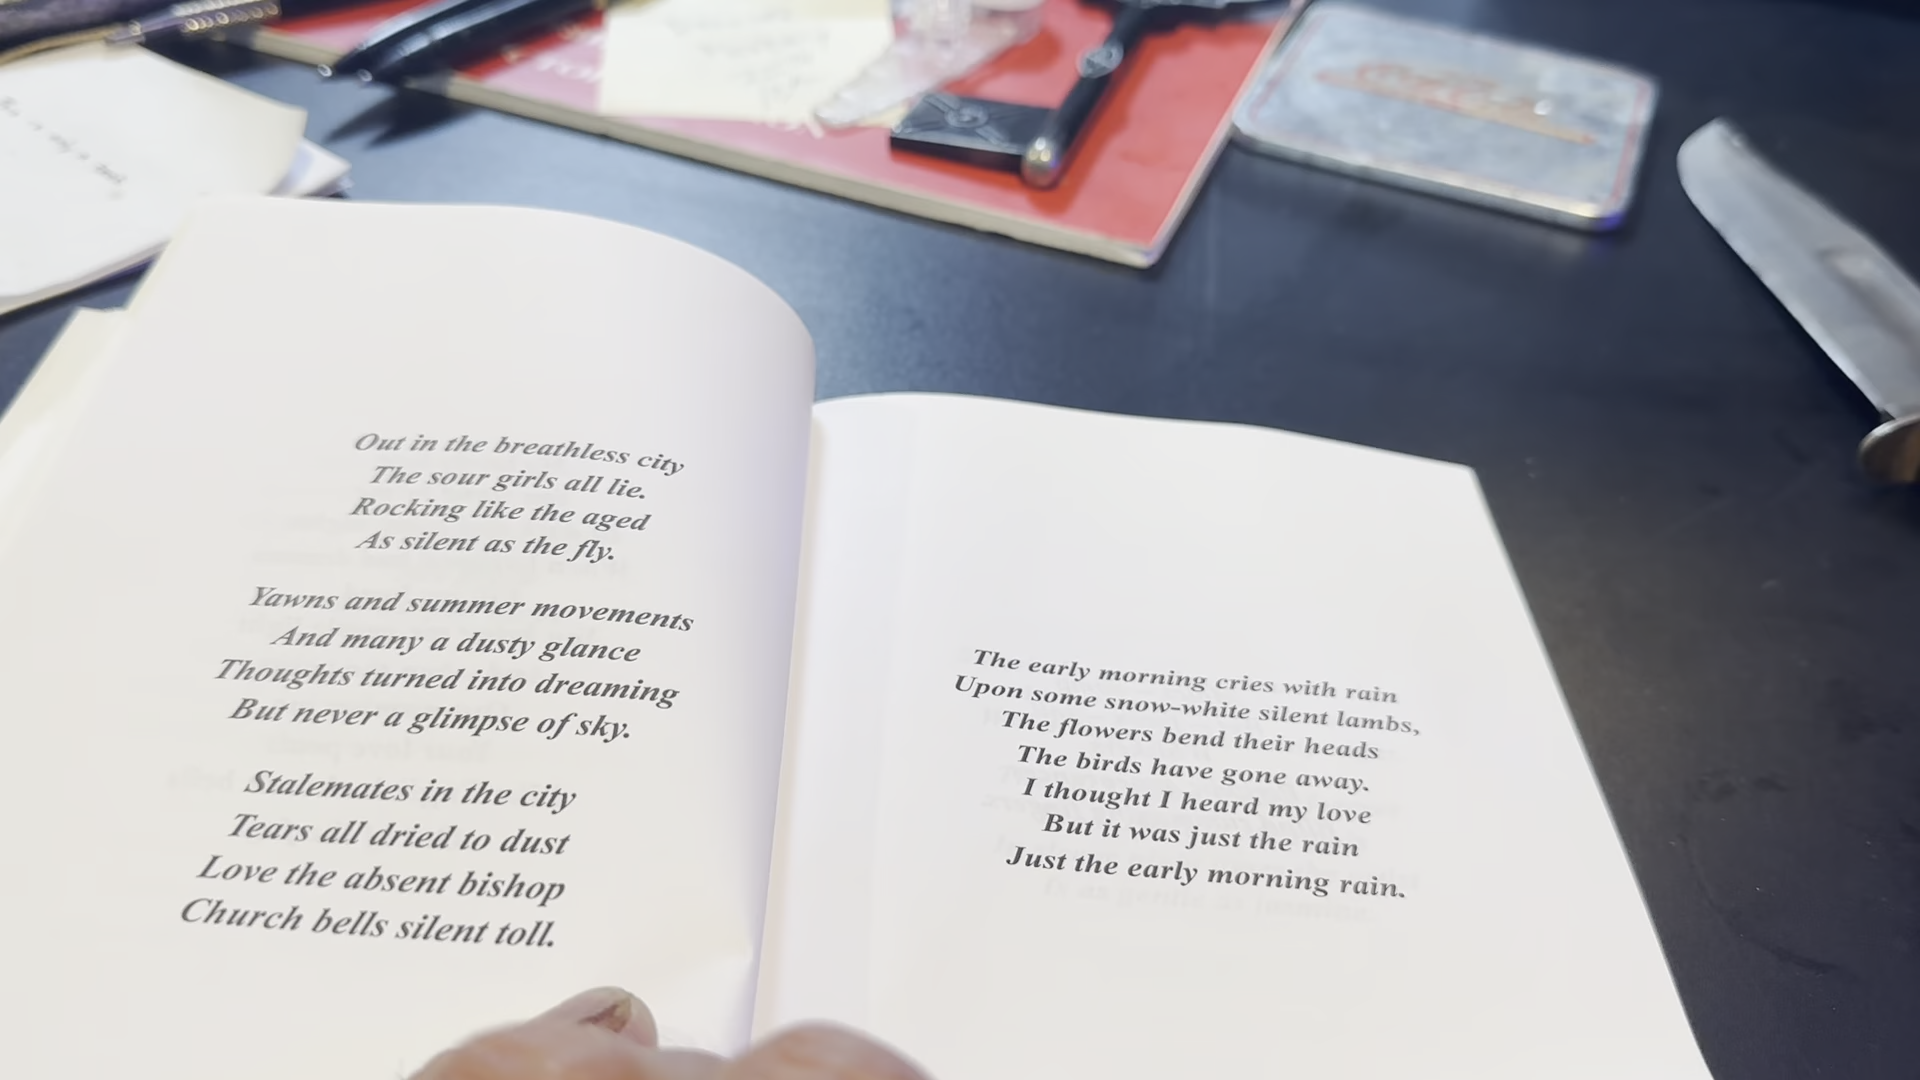 Out in the breathless city
The sour girls all lie.
Rocking like the aged
As silent as the fly.
Yawns and summer movements
And many a dusty glance
Thoughts turned into dreaming
But never a glimpse of sky.
Stalemates in the city
Tears all dried to dust
Love the absent bishop
Church bells silent toll.
The early morning cries with rain
Upon some snow-white silent lambs,
The flowers bend their heads
The birds have gone away.
I thought I heard my love
But it was just the rain
Just the early morning rain.